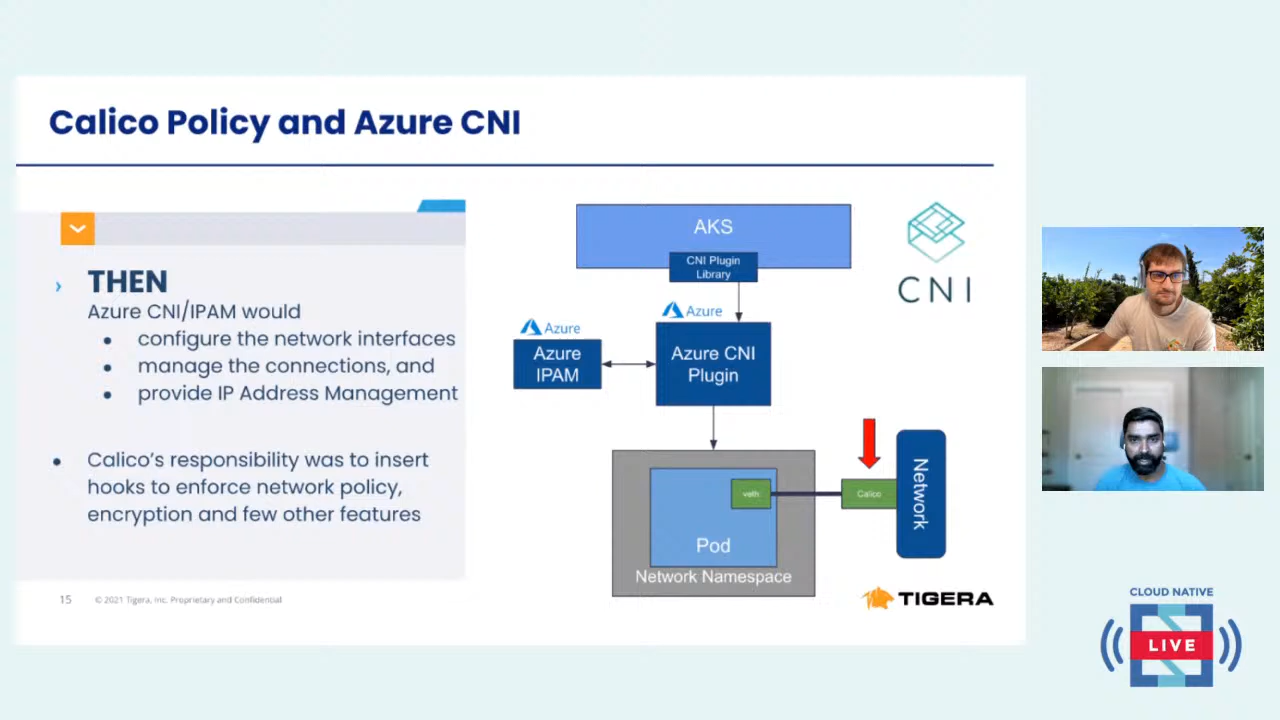 Calico Policy and Azure CNI
THEN
Azure CNI/IPAM would
configure the network interfaces
manage the connections, and
provide IP Address Management
Calico's responsibility was to insert
hooks to enforce network policy,
encryption and few other features
AKS
CNI Plugin
Library
CNI
Azure
Azure
Azure
IPAM
Azure CNI
Plugin
veth
Calico
Network
Pod
Network Namespace
15
© 2021 Tigera, Inc. Proprietary and Confidential
TIGERA
CLOUD NATIVE
LIVE